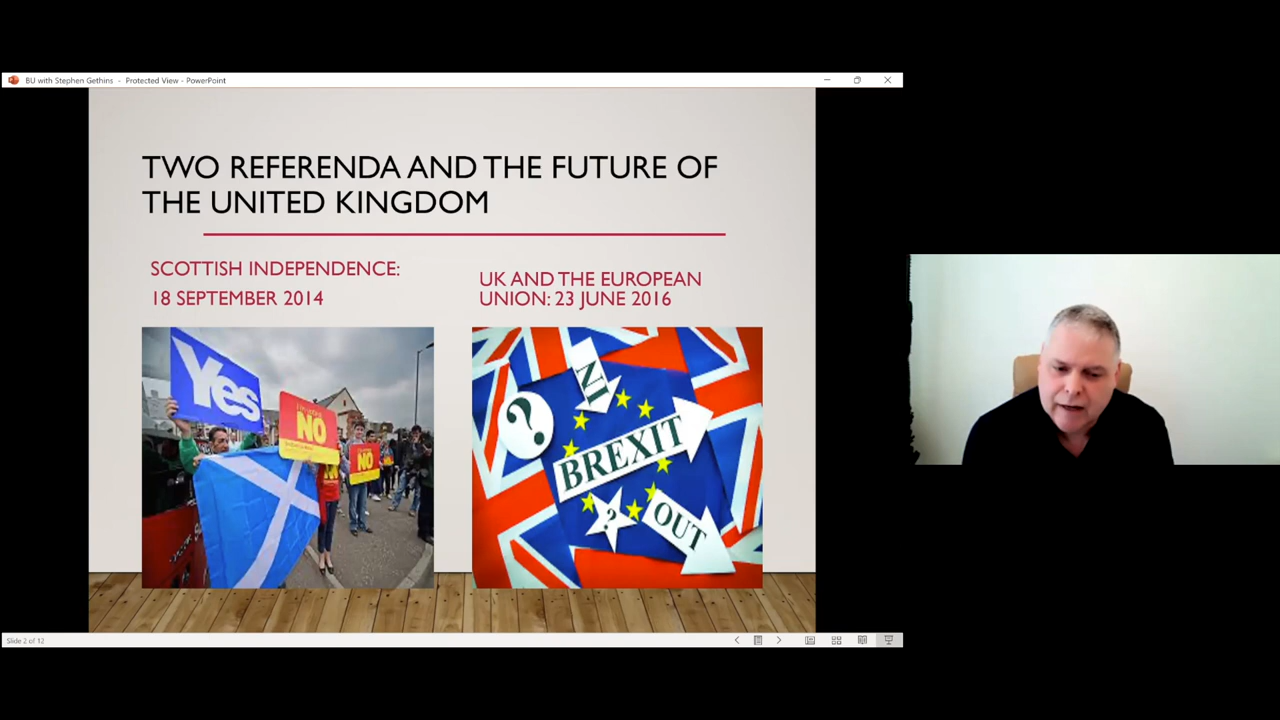 BU with Stephen Gethins - Protected View - PowerPoint
TWO REFERENDA AND THE FUTURE OF
THE UNITED KINGDOM
SCOTTISH INDEPENDENCE:
18 SEPTEMBER 2014
UK AND THE EUROPEAN
UNION: 23 JUNE 2016
Yes
NO
NO
IN
?
BREXIT
?
OUT
Slide 2 of 12